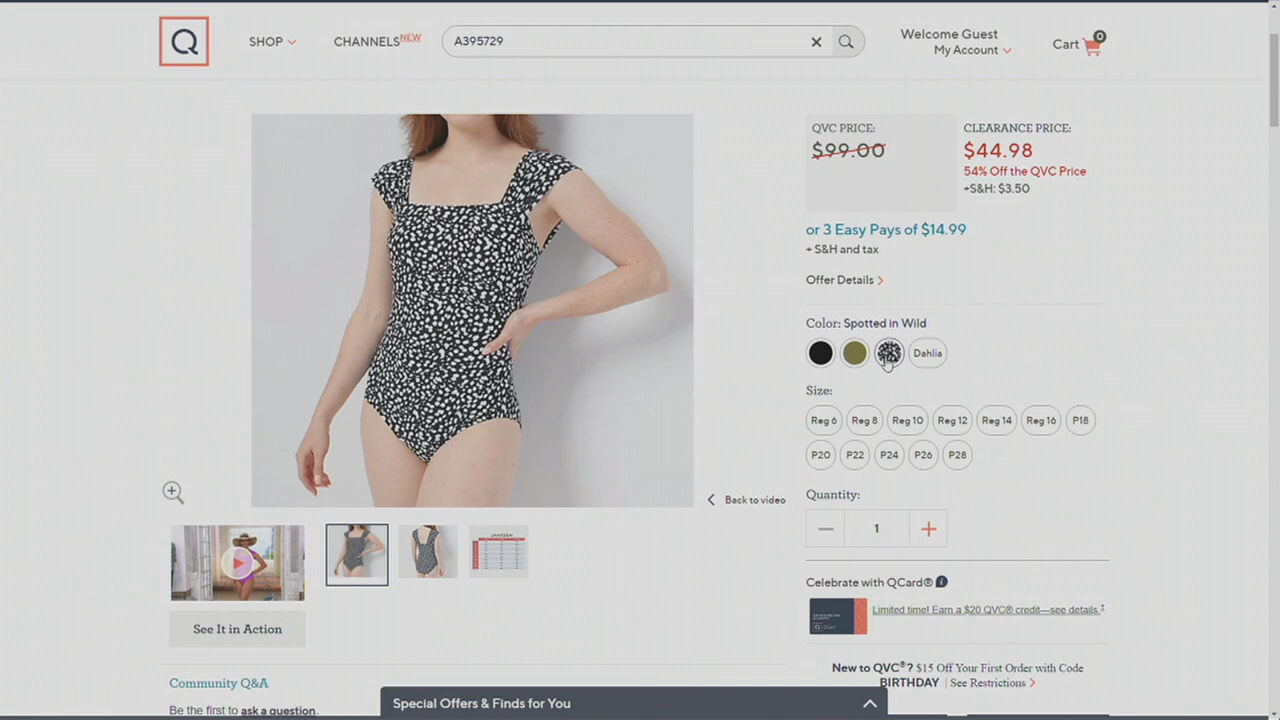 Q
SHOP
CHANNELS NEW
A395729
Welcome Guest
My Account
Cart 0
QVC PRICE:
$99.00
CLEARANCE PRICE:
$44.98
54% Off the QVC Price
+S&H: $3.50
or 3 Easy Pays of $14.99
+ S&H and tax
Offer Details
Color: Spotted in Wild
Dahlia
Size:
Reg 6 Reg 8 Reg 10 Reg 12 Reg 14 Reg 16 P18
P20 P22 P24 P26 P28
Back to video
Quantity:
1
JANTZEN
See It in Action
Celebrate with QCard®
Limited time! Earn a $20 QVC® credit—see details.‡
New to QVC®? $15 Off Your First Order with Code
BIRTHDAY | See Restrictions
Community Q&A
Be the first to ask a question.
Special Offers & Finds for You